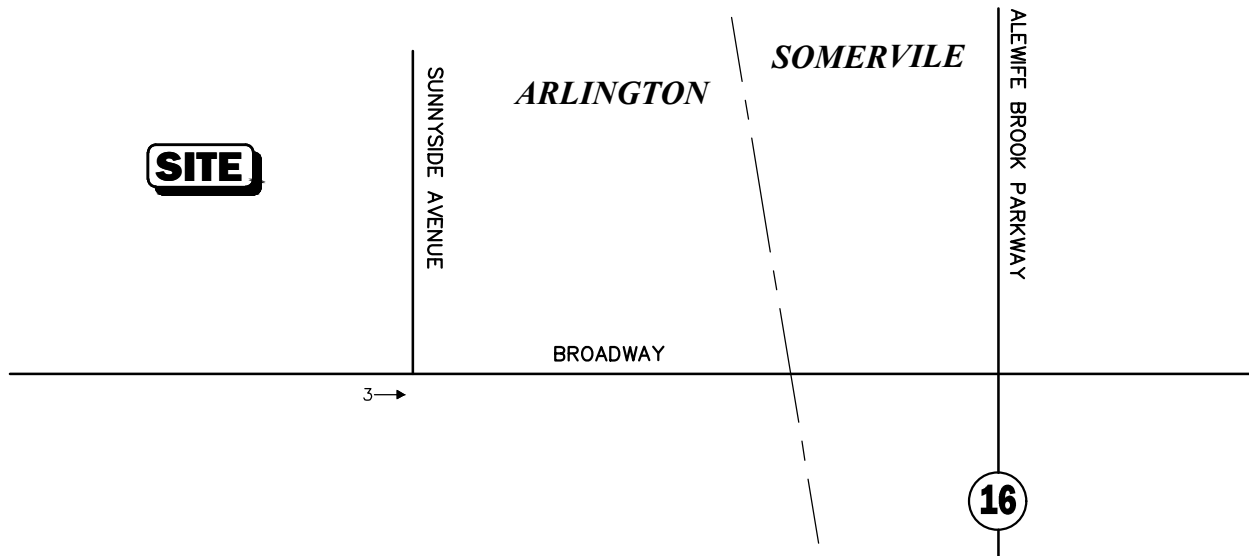 SITE
SUNNYSIDE AVENUE
ARLINGTON
SOMERVILE
ALEWIFE BROOK PARKWAY
BROADWAY
3
16